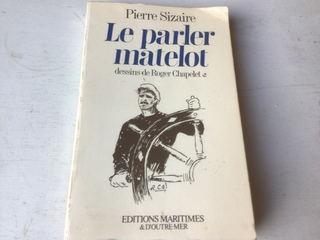 Pierre Sizaire
Le parler
matelot
dessins de Roger Chapelet
EDITIONS MARITIMES
& D'OUTRE-MER